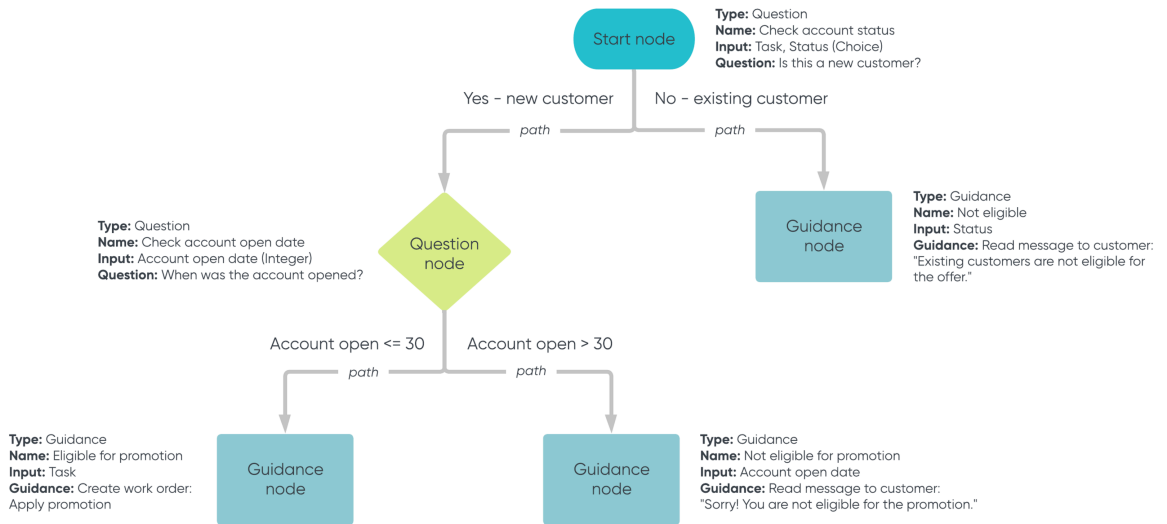 Start node
Type: Question
Name: Check account status
Input: Task, Status (Choice)
Question: Is this a new customer?
Yes - new customer
No - existing customer
path
path
Type: Question
Name: Check account open date
Input: Account open date (Integer)
Question: When was the account opened?
Question
node
Guidance
node
Type: Guidance
Name: Not eligible
Input: Status
Guidance: Read message to customer:
"Existing customers are not eligible for
the offer."
Account open <= 30
Account open > 30
path
path
Type: Guidance
Name: Eligible for promotion
Input: Task
Guidance: Create work order:
Apply promotion
Guidance
node
Guidance
node
Type: Guidance
Name: Not eligible for promotion
Input: Account open date
Guidance: Read message to customer:
"Sorry! You are not eligible for the promotion."